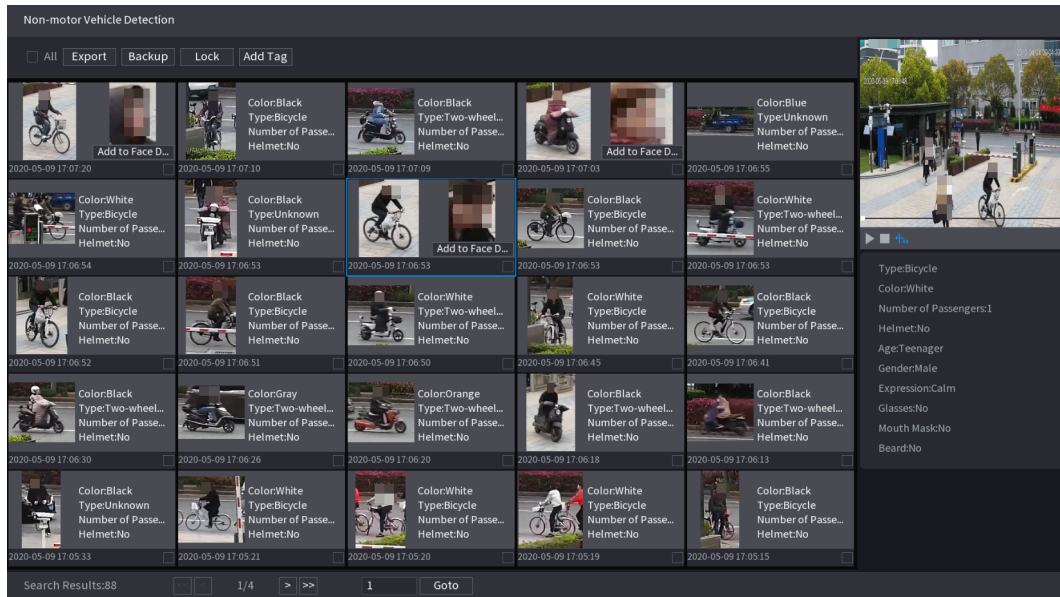 Non-motor Vehicle Detection
All Export Backup Lock Add Tag
Add to Face D...
2020-05-09 17:07:20
Color:Black
Type:Bicycle
Number of Passe...
Helmet:No
2020-05-09 17:07:10
Color:Black
Type:Two-wheel...
Number of Passe...
Helmet:No
2020-05-09 17:07:09
Add to Face D...
2020-05-09 17:07:03
Color:Blue
Type:Unknown
Number of Passe...
Helmet:No
2020-05-09 17:06:55
Color:White
Type:Bicycle
Number of Passe...
Helmet:No
2020-05-09 17:06:54
Color:Black
Type:Unknown
Number of Passe...
Helmet:No
2020-05-09 17:06:53
Add to Face D...
2020-05-09 17:06:53
Color:Black
Type:Bicycle
Number of Passe...
Helmet:No
2020-05-09 17:06:53
Color:White
Type:Two-wheel...
Number of Passe...
Helmet:No
2020-05-09 17:06:53
Color:Black
Type:Bicycle
Number of Passe...
Helmet:No
2020-05-09 17:06:52
Color:Black
Type:Bicycle
Number of Passe...
Helmet:No
2020-05-09 17:06:51
Color:White
Type:Two-wheel...
Number of Passe...
Helmet:No
2020-05-09 17:06:50
Color:White
Type:Bicycle
Number of Passe...
Helmet:No
2020-05-09 17:06:45
Color:Black
Type:Bicycle
Number of Passe...
Helmet:No
2020-05-09 17:06:41
Color:Black
Type:Two-wheel...
Number of Passe...
Helmet:No
2020-05-09 17:06:30
Color:Gray
Type:Two-wheel...
Number of Passe...
Helmet:No
2020-05-09 17:06:26
Color:Orange
Type:Two-wheel...
Number of Passe...
Helmet:No
2020-05-09 17:06:20
Color:Black
Type:Two-wheel...
Number of Passe...
Helmet:No
2020-05-09 17:06:18
Color:Black
Type:Two-wheel...
Number of Passe...
Helmet:No
2020-05-09 17:06:13
Color:Black
Type:Unknown
Number of Passe...
Helmet:No
2020-05-09 17:05:33
Color:White
Type:Bicycle
Number of Passe...
Helmet:No
2020-05-09 17:05:21
Color:White
Type:Bicycle
Number of Passe...
Helmet:No
2020-05-09 17:05:20
Color:White
Type:Bicycle
Number of Passe...
Helmet:No
2020-05-09 17:05:19
Color:Black
Type:Bicycle
Number of Passe...
Helmet:No
2020-05-09 17:05:15
Type:Bicycle
Color:White
Number of Passengers:1
Helmet:No
Age:Teenager
Gender:Male
Expression:Calm
Glasses:No
Mouth Mask:No
Beard:No
Search Results:88 1/4 > >> 1 Goto